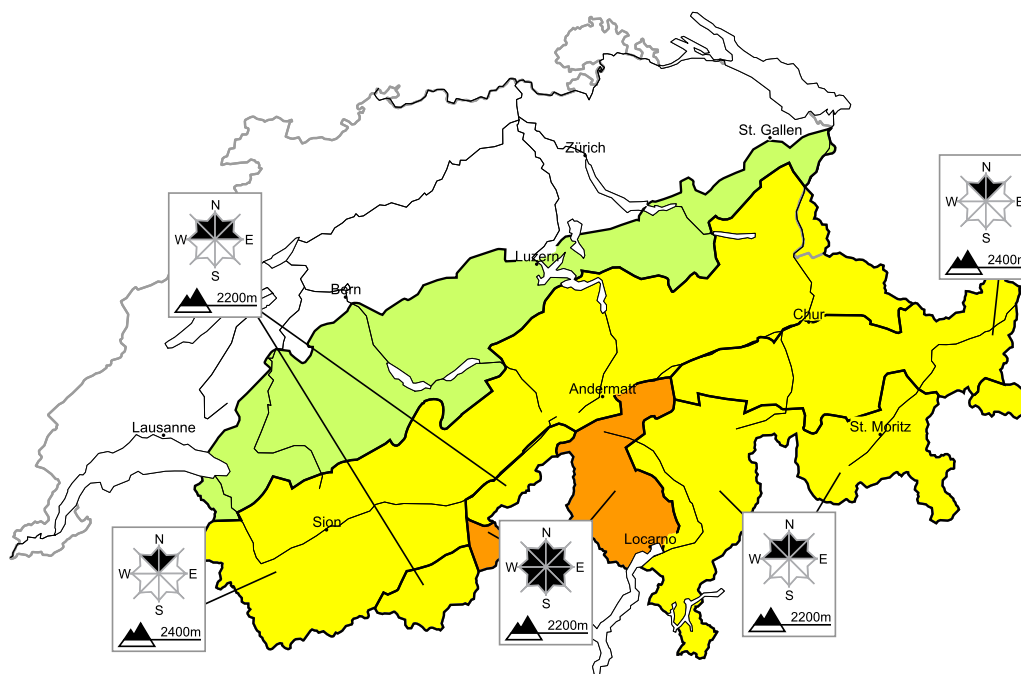 St. Gallen
Zürich
N
W
E
S
2400m
N
W
E
S
2200m
Luzern
Bern
Chur
Andermatt
St. Moritz
Lausanne
Sion
Locarno
N
W
E
S
2400m
N
W
E
S
2200m
N
W
E
S
2200m